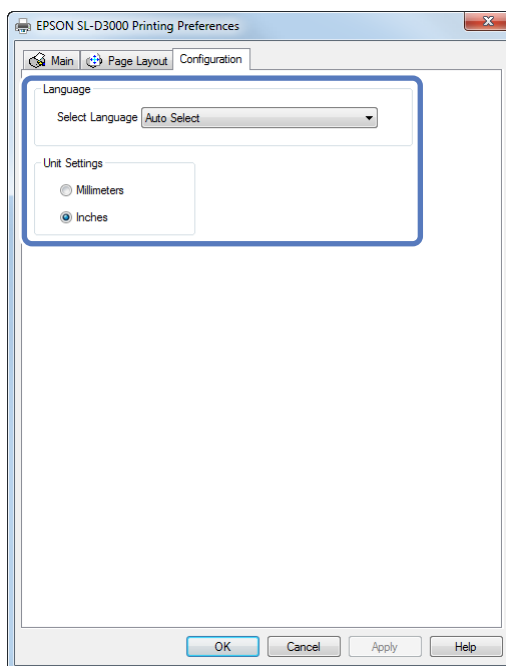 EPSON SL-D3000 Printing Preferences
Main Page Layout Configuration
Language
Select Language Auto Select
Unit Settings
Millimeters
Inches
OK Cancel Apply Help